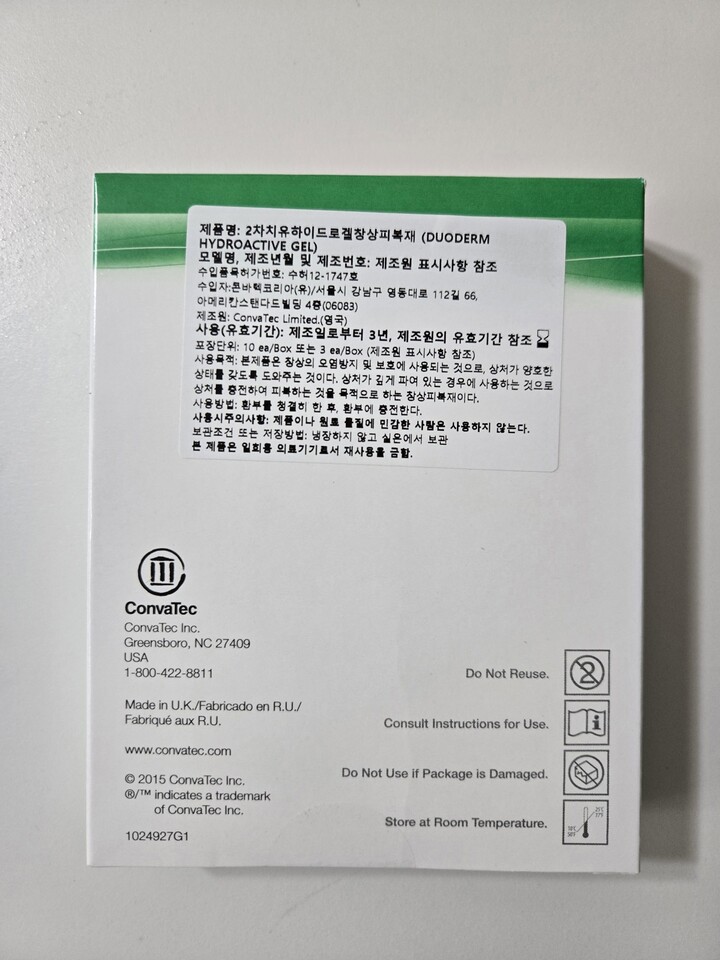 제품명: 2차치유하이드로겔창상피복재 (DUODERM
HYDROACTIVE GEL)
모델명, 제조년월 및 제조번호: 제조원 표시사항 참조
수입품목허가번호: 수허12-1747호
수입자:콘바텍코리아(유)/서울시 강남구 영동대로 112길 66,
아메리칸스탠다드빌딩 4층(06083)
제조원: ConvaTec Limited.(영국)
사용(유효기간): 제조일로부터 3년, 제조원의 유효기간 참조
포장단위: 10 ea/Box 또는 3 ea/Box (제조원 표시사항 참조)
사용목적: 본제품은 창상의 오염방지 및 보호에 사용되는 것으로, 상처가 양호한
상태를 갖도록 도와주는 것이다. 상처가 깊게 파여 있는 경우에 사용하는 것으로
상처를 충전하여 피복하는 것을 목적으로 하는 창상피복재이다.
사용방법: 환부를 청결히 한 후, 환부에 충전한다.
사용시주의사항: 제품이나 원료 물질에 민감한 사람은 사용하지 않는다.
보관조건 또는 저장방법: 냉장하지 않고 실온에서 보관
본 제품은 일회용 의료기기로서 재사용을 금함.
ConvaTec
ConvaTec Inc.
Greensboro, NC 27409
USA
1-800-422-8811
Made in U.K./Fabricado en R.U./
Fabriqué aux R.U.
www.convatec.com
© 2015 ConvaTec Inc.
®/™ indicates a trademark
of ConvaTec Inc.
1024927G1
Do Not Reuse.
2
Consult Instructions for Use.
i
Do Not Use if Package is Damaged.
Store at Room Temperature.